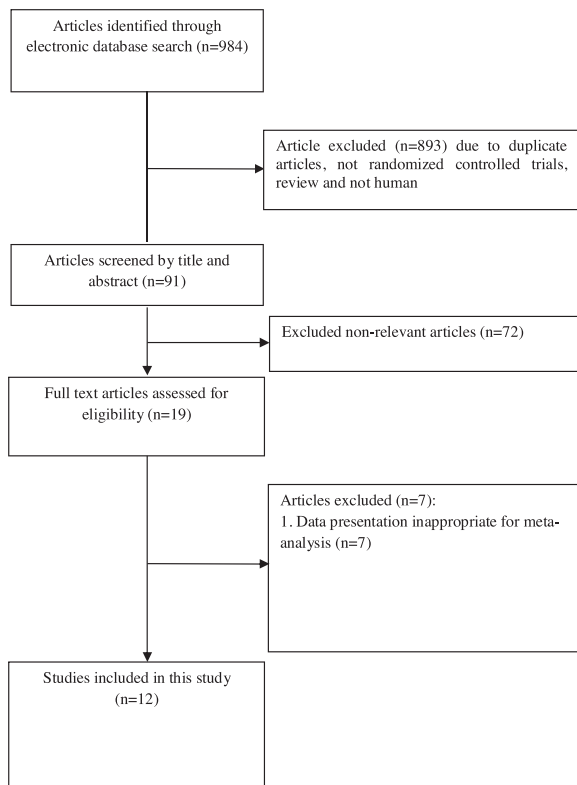 Articles identified through
electronic database search (n=984)
Article excluded (n=893) due to duplicate
articles, not randomized controlled trials,
review and not human
Articles screened by title and
abstract (n=91)
Excluded non-relevant articles (n=72)
Full text articles assessed for
eligibility (n=19)
Articles excluded (n=7):
1. Data presentation inappropriate for meta-
analysis (n=7)
Studies included in this study
(n=12)